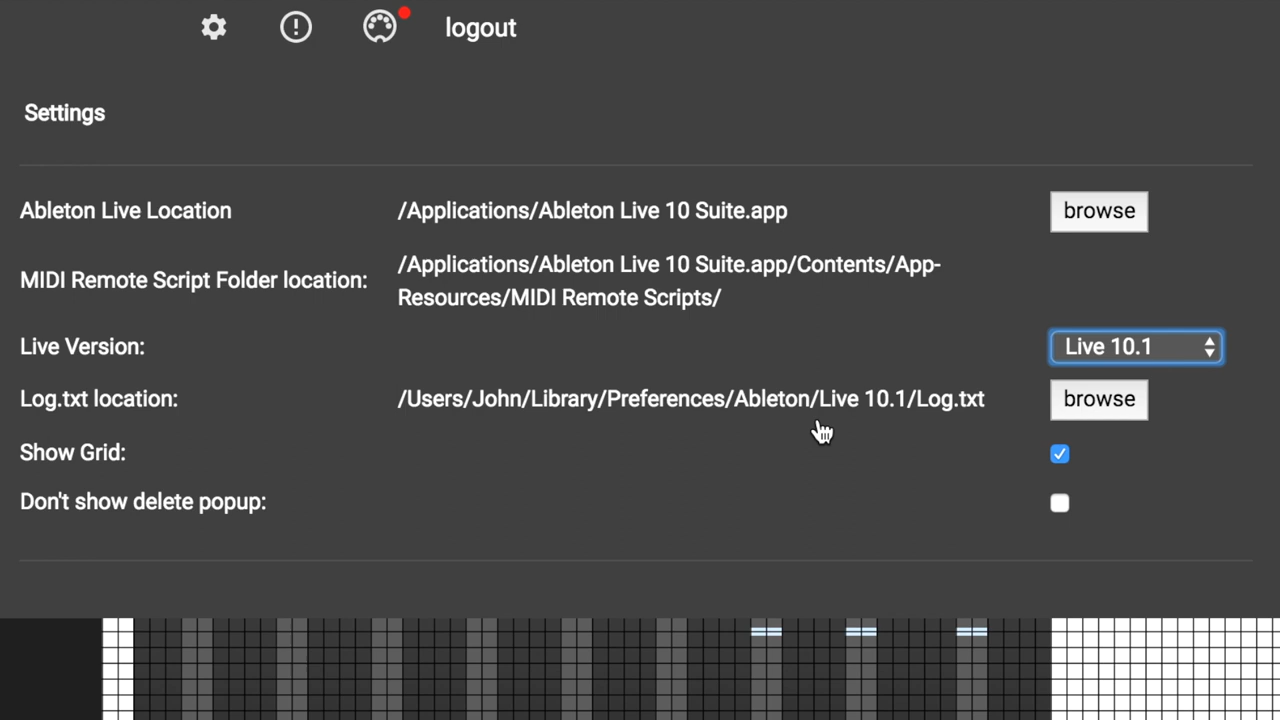 logout
Settings
Ableton Live Location /Applications/Ableton Live 10 Suite.app browse
MIDI Remote Script Folder location: /Applications/Ableton Live 10 Suite.app/Contents/App-
Resources/MIDI Remote Scripts/
Live Version: Live 10.1
Log.txt location: /Users/John/Library/Preferences/Ableton/Live 10.1/Log.txt browse
Show Grid:
Don't show delete popup: